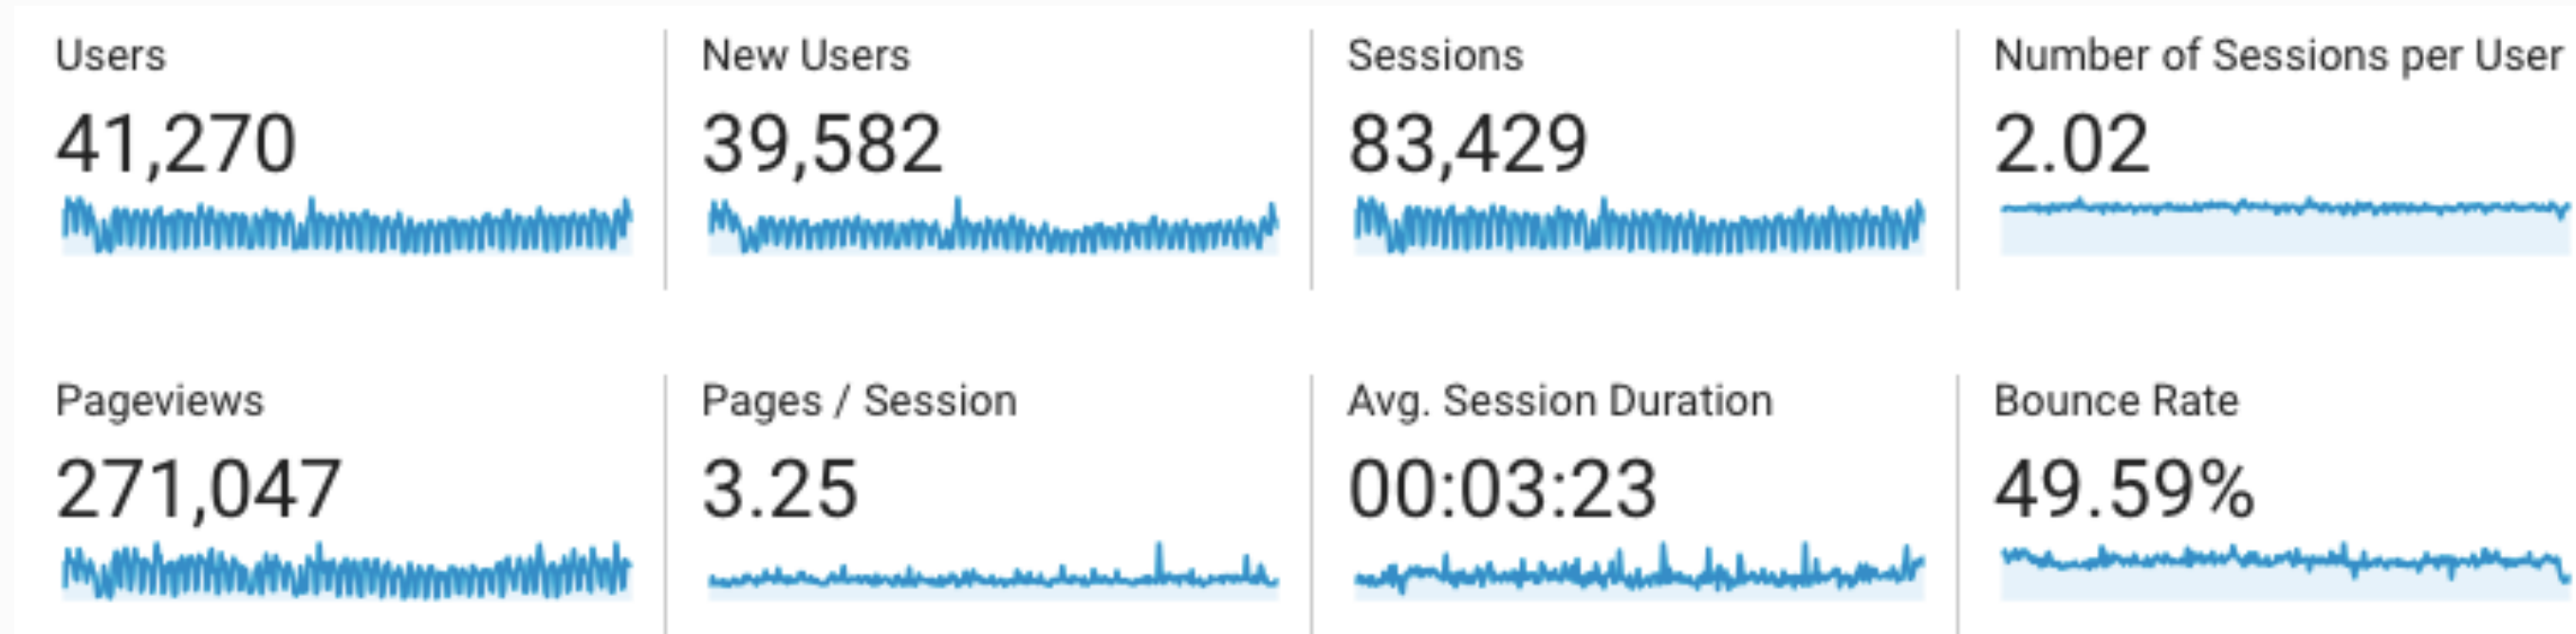 Users
New Users
Sessions
Number of Sessions per User
41,270
39,582
83,429
2.02
Pageviews
Pages / Session
Avg. Session Duration
Bounce Rate
271,047
3.25
00:03:23
49.59%